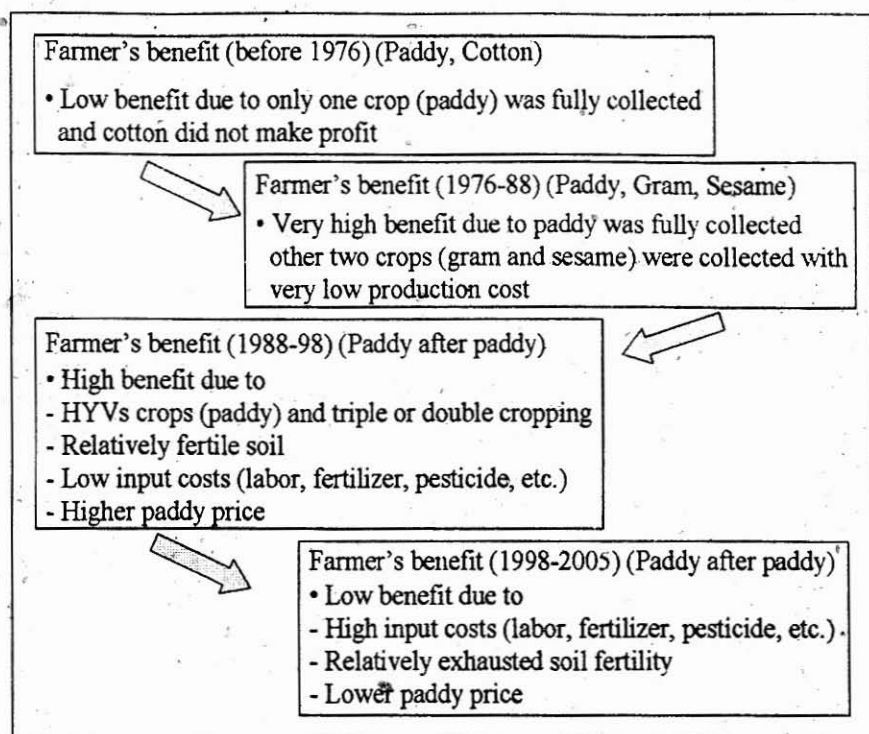 Farmer's benefit (before 1976) (Paddy, Cotton)
• Low benefit due to only one crop (paddy) was fully collected
and cotton did not make profit
Farmer's benefit (1976-88) (Paddy, Gram, Sesame)
• Very high benefit due to paddy was fully collected
other two crops (gram and sesame) were collected with
very low production cost
Farmer's benefit (1988-98) (Paddy after paddy)
• High benefit due to
- HYVs crops (paddy) and triple or double cropping
- Relatively fertile soil
- Low input costs (labor, fertilizer, pesticide, etc.)
- Higher paddy price
Farmer's benefit (1998-2005) (Paddy after paddy)
• Low benefit due to
- High input costs (labor, fertilizer, pesticide, etc.)
- Relatively exhausted soil fertility
- Lower paddy price